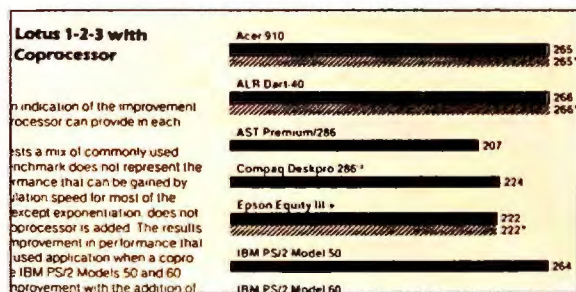 Lotus 1-2-3 with
Coprocessor
n indication of the improvement
rocessor can provide in each
ests a mix of commonly used
nchmark does not represent the
rmance that can be gained by
ulation speed for most of the
except exponentiation, does not
oprocessor is added. The results
mprovement in performance that
used application when a copro
e IBM PS/2 Models 50 and 60
mprovement with the addition of
Acer 910
265
265*
ALR Dart-40
266
266*
AST Premium/286
207
Compaq Deskpro 286
224
Epson Equity III +
222
222*
IBM PS/2 Model 50
264
IBM PS/2 Model 60